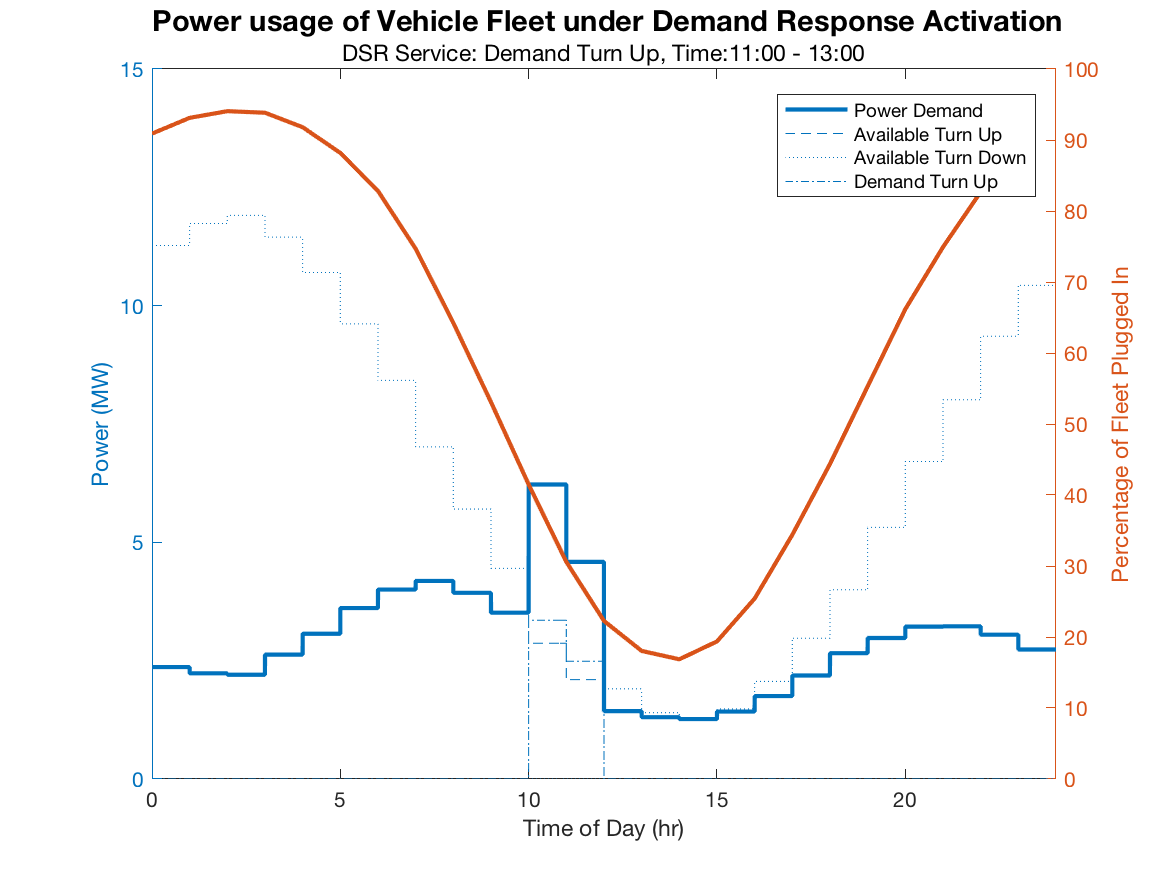 Power usage of Vehicle Fleet under Demand Response Activation
DSR Service: Demand Turn Up, Time:11:00 - 13:00
15
10
5
0
Power (MW)
100
90
80
70
60
50
40
30
20
10
0
Percentage of Fleet Plugged In
Power Demand
Available Turn Up
Available Turn Down
Demand Turn Up
0
5
10
15
20
Time of Day (hr)